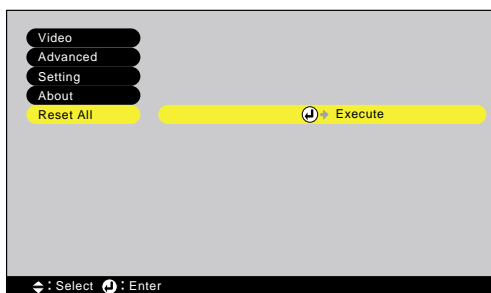 Video
Advanced
Setting
About
Reset All Execute
: Select : Enter